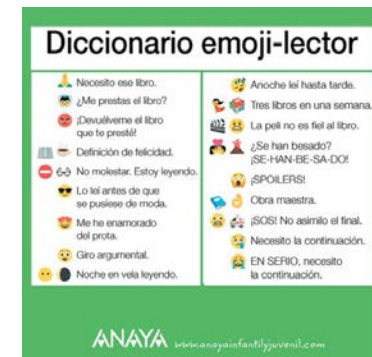 Diccionario emoji-lector
Necesito ese libro.
¿Me prestas el libro?
¡Devuélveme el libro
que te presté!
Definición de felicidad.
No molestar. Estoy leyendo.
Lo leí antes de que
se pusiese de moda.
Me he enamorado
del prota.
Giro argumental.
Noche en vela leyendo.
Anoche leí hasta tarde.
Tres libros en una semana.
La peli no es fiel al libro.
¿Se han besado?
¡SE-HAN-BE-SA-DO!
¡SPOILERS!
Obra maestra.
¡SOS! No asimilo el final.
Necesito la continuación.
EN SERIO, necesito
la continuación.
ANAYA www.anayainfantilyjuvenil.com